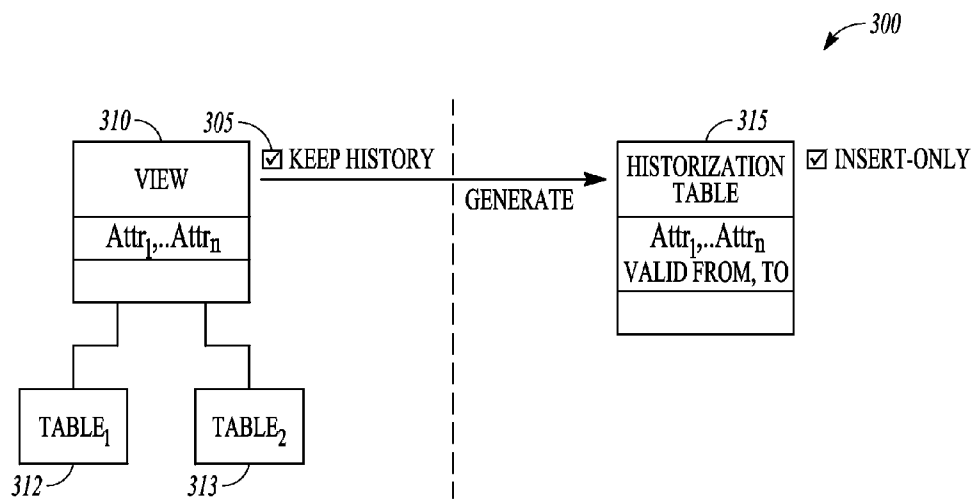 300
310
305
315
☑ KEEP HISTORY
☑ INSERT-ONLY
VIEW
HISTORIZATION
TABLE
GENERATE
Attr1,..Attrn
Attr1,..Attrn
VALID FROM, TO
TABLE1
TABLE2
312
313